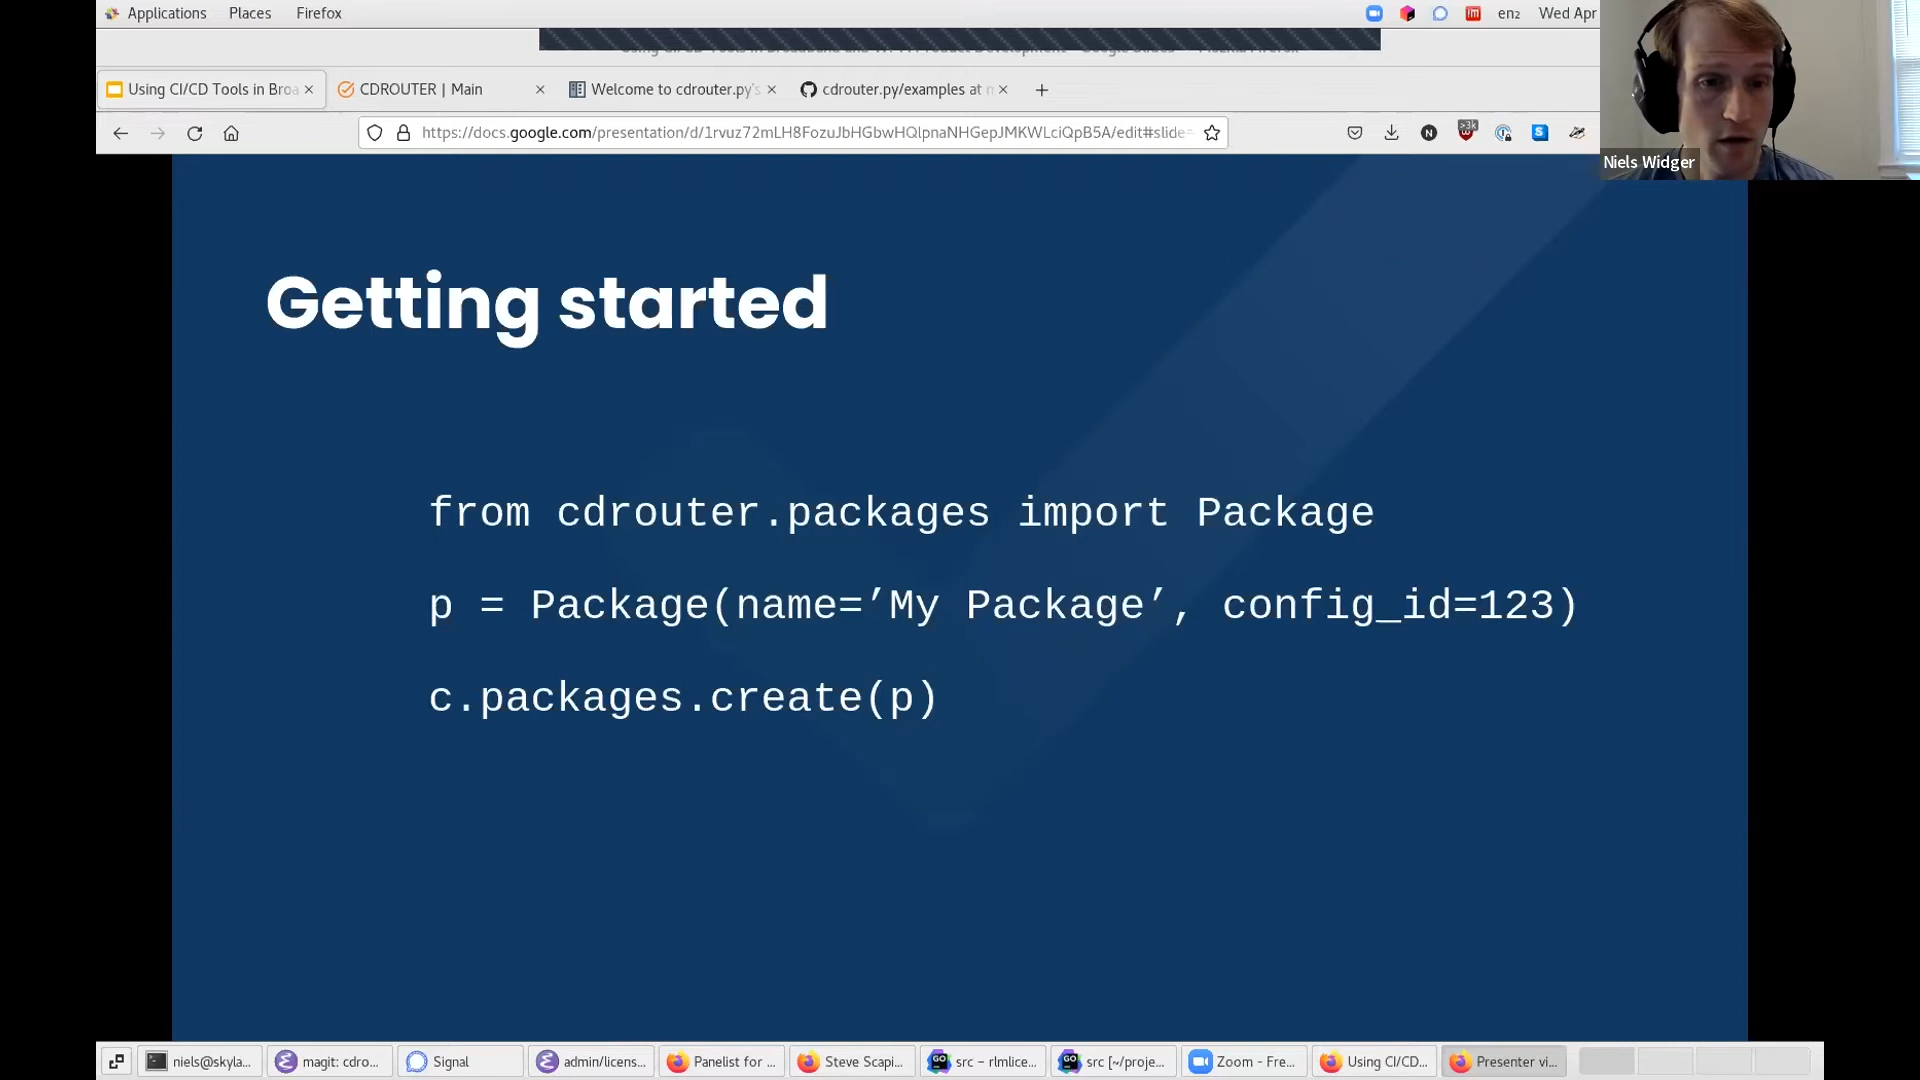 Applications Places Firefox en₂ Wed Apr
Using CI/CD Tools in Broa CDROUTER | Main Welcome to cdrouter.py's cdrouter.py/examples at m
https://docs.google.com/presentation/d/1rvuz72mLH8FozuJbHGbwHQlpnaNHGepJMKWLciQpB5A/edit#slide=
>3k
Niels Widger
Getting started
from cdrouter.packages import Package
p = Package(name=’My Package’, config_id=123)
c.packages.create(p)
niels@skyla... magit: cdro... Signal admin/licens... Panelist for ... Steve Scapi... src – rlmlice... src [~/proje... Zoom - Fre... Using CI/CD... Presenter vi...